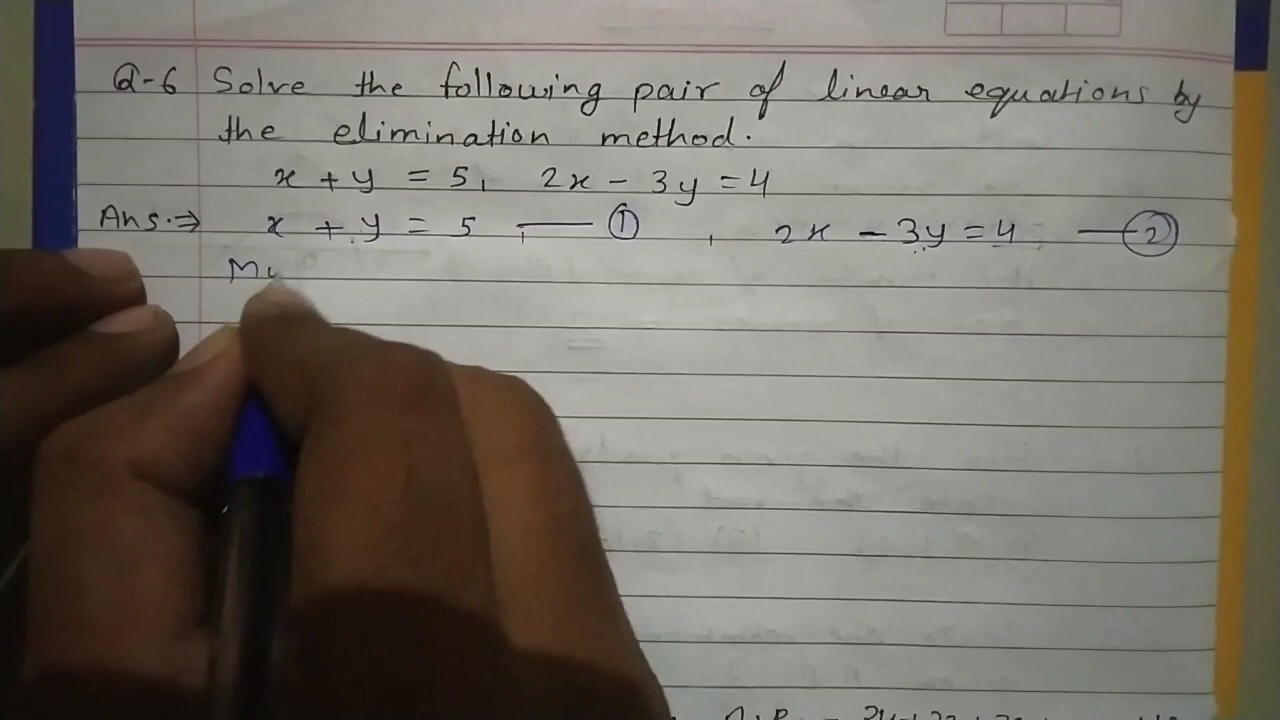 Q-6 Solve the following pair of linear equations by
the elimination method.
x + y = 5, 2x - 3y = 4
Ans.⇒ x + y = 5 — ① , 2x - 3y = 4 — ②
Mu